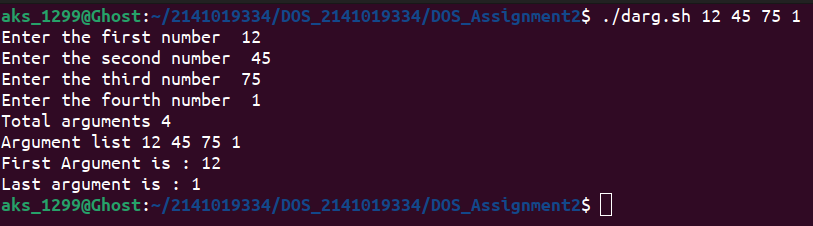 aks_1299@Ghost:~/2141019334/DOS_2141019334/DOS_Assignment2$ ./darg.sh 12 45 75 1
Enter the first number  12
Enter the second number  45
Enter the third number  75
Enter the fourth number  1
Total arguments 4
Argument list 12 45 75 1
First Argument is : 12
Last argument is : 1
aks_1299@Ghost:~/2141019334/DOS_2141019334/DOS_Assignment2$